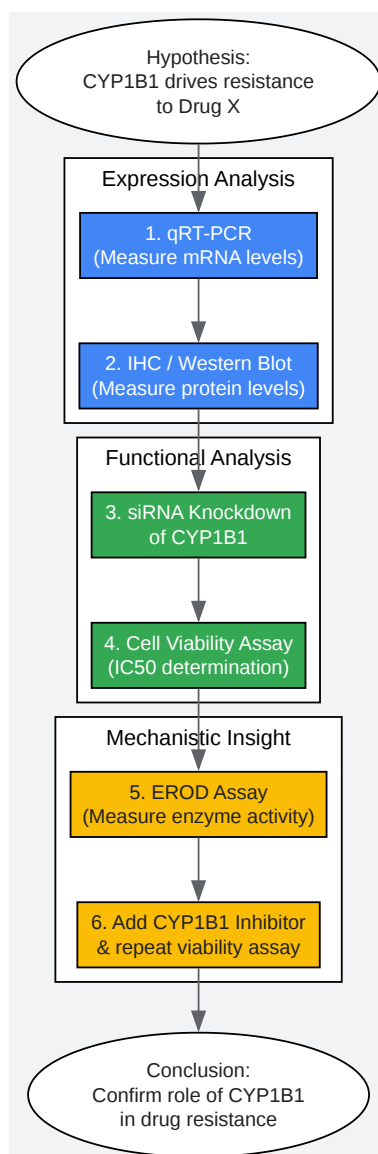 Hypothesis:
CYP1B1 drives resistance
to Drug X
Expression Analysis
1. qRT-PCR
(Measure mRNA levels)
2. IHC / Western Blot
(Measure protein levels)
Functional Analysis
3. siRNA Knockdown
of CYP1B1
4. Cell Viability Assay
(IC50 determination)
Mechanistic Insight
5. EROD Assay
(Measure enzyme activity)
6. Add CYP1B1 Inhibitor
& repeat viability assay
Conclusion:
Confirm role of CYP1B1
in drug resistance